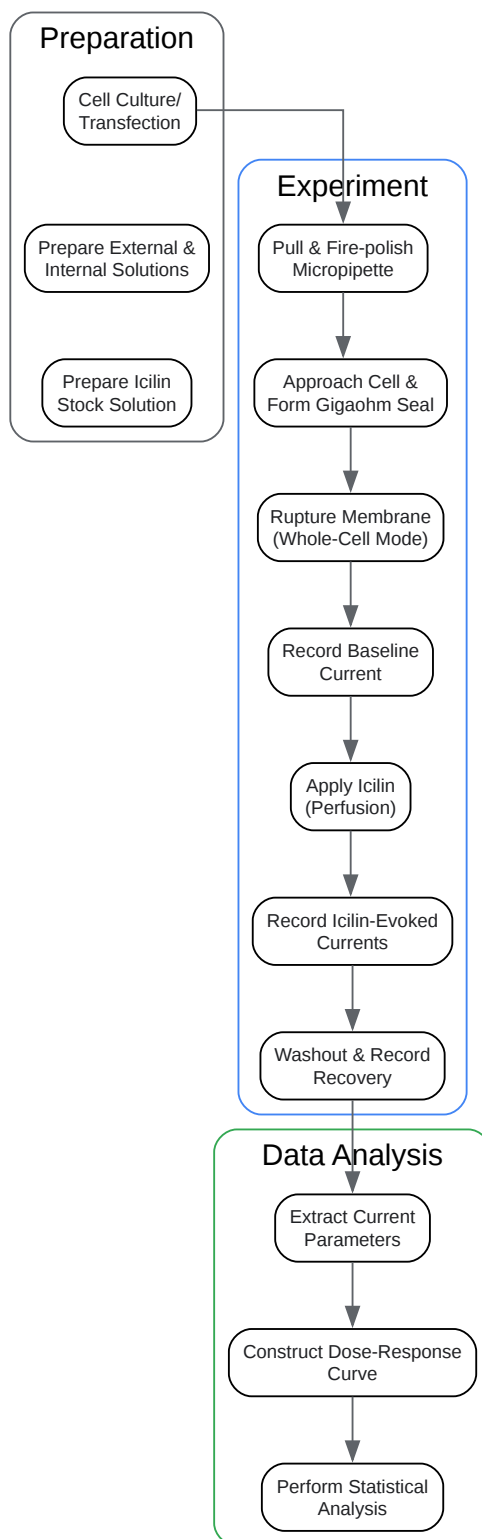 Preparation
Cell Culture/
Transfection
Prepare External &
Internal Solutions
Prepare Icilin
Stock Solution
Experiment
Pull & Fire-polish
Micropipette
Approach Cell &
Form Gigaohm Seal
Rupture Membrane
(Whole-Cell Mode)
Record Baseline
Current
Apply Icilin
(Perfusion)
Record Icilin-Evoked
Currents
Washout & Record
Recovery
Data Analysis
Extract Current
Parameters
Construct Dose-Response
Curve
Perform Statistical
Analysis